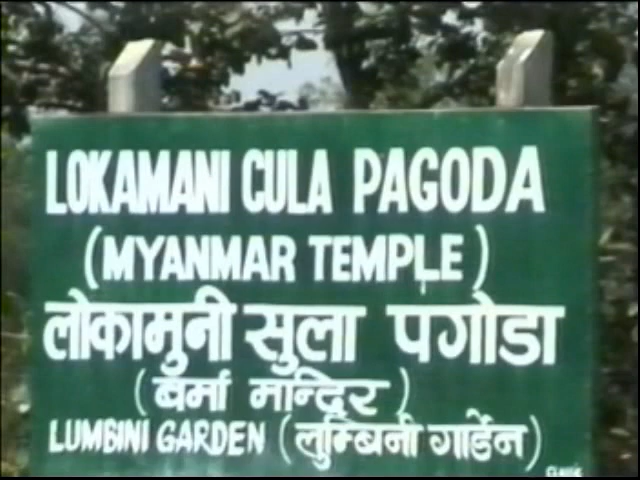 LOKAMANI CULA PAGODA
(MYANMAR TEMPLE)
लोकामुनी सुला पगोडा
(बर्मा मन्दिर)
LUMBINI GARDEN (लुम्बिनी गार्डेन)